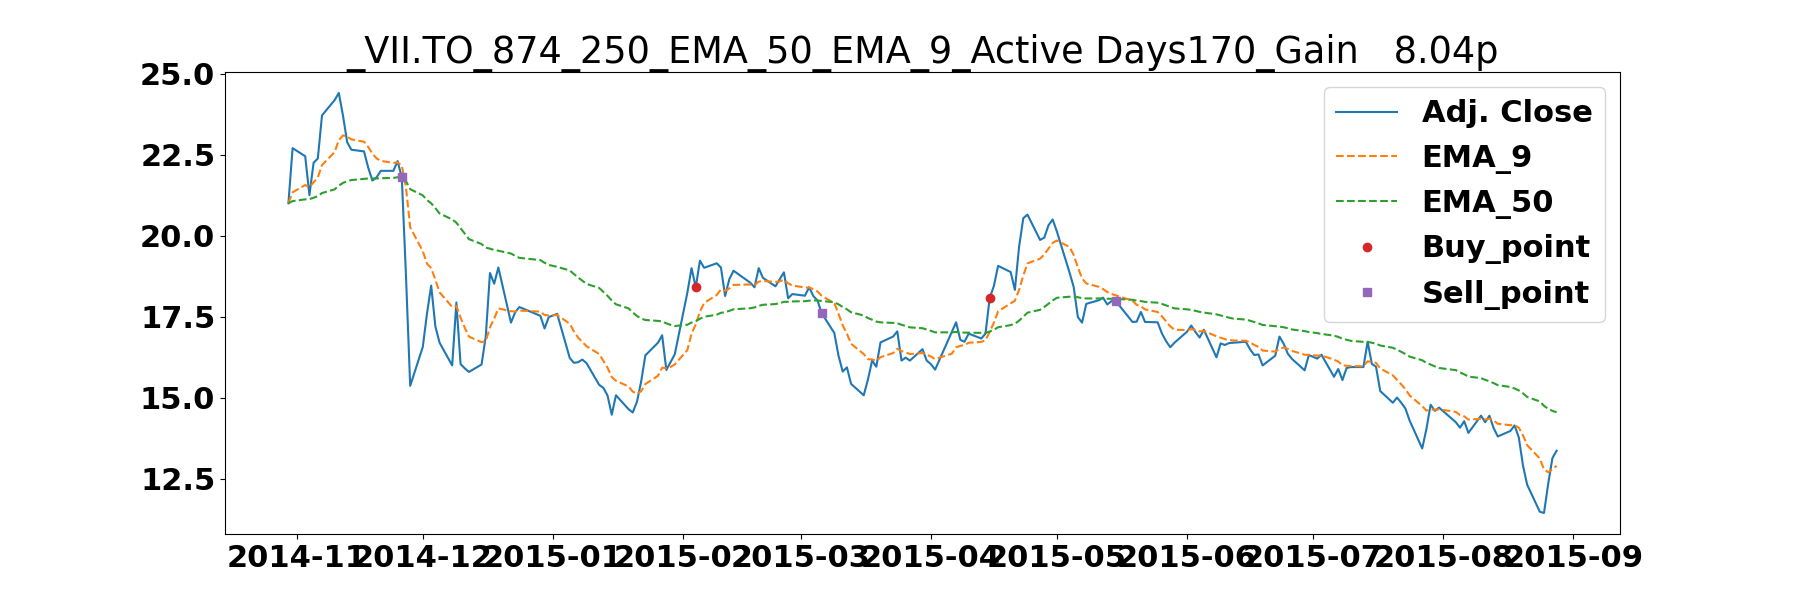 _VII.TO_874_250_EMA_50_EMA_9_Active Days170_Gain   8.04p
25.0
22.5
20.0
17.5
15.0
12.5
Adj. Close
EMA_9
EMA_50
Buy_point
Sell_point
2014-11 2014-12 2015-01 2015-02 2015-03 2015-04 2015-05 2015-06 2015-07 2015-08 2015-09